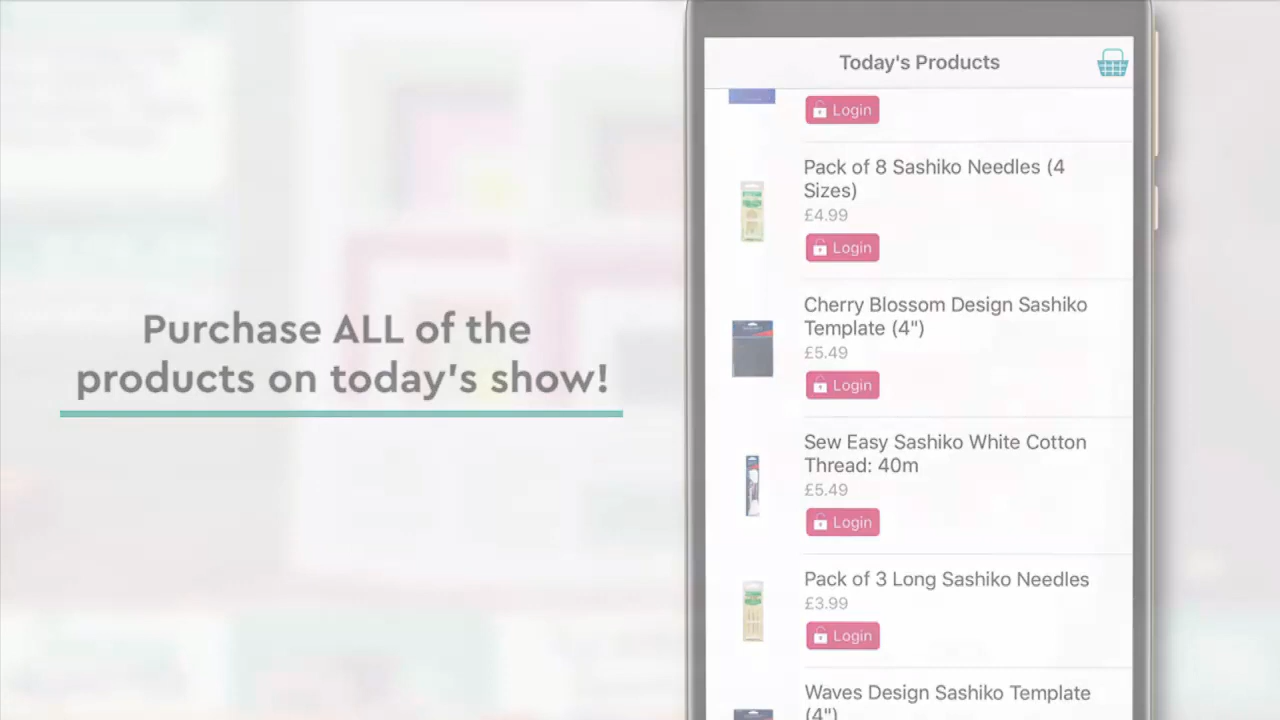 Purchase ALL of the
products on today's show!
Today's Products
Login
Pack of 8 Sashiko Needles (4
Sizes)
£4.99
Login
Cherry Blossom Design Sashiko
Template (4")
£5.49
Login
Sew Easy Sashiko White Cotton
Thread: 40m
£5.49
Login
Pack of 3 Long Sashiko Needles
£3.99
Login
Waves Design Sashiko Template
(4")